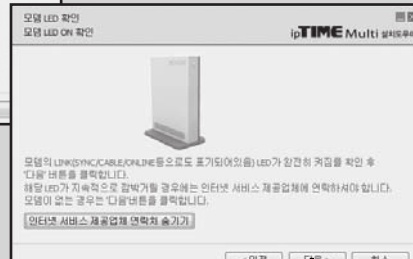 모뎀 LED 확인
모뎀 LED ON 확인
ipTIME Multi 설치도우미
모뎀의 LINK(SYNC/CABLE/ONLINE등으로도 표기되어있음) LED가 완전히 켜짐을 확인 후
'다음' 버튼을 클릭합니다.
해당 LED가 지속적으로 깜박거릴 경우에는 인터넷 서비스 제공업체에 연락하셔야 합니다.
모뎀이 없는 경우는 '다음'버튼을 클릭합니다.
인터넷 서비스 제공업체 연락처 숨기기
< 이전 다음 > 취소